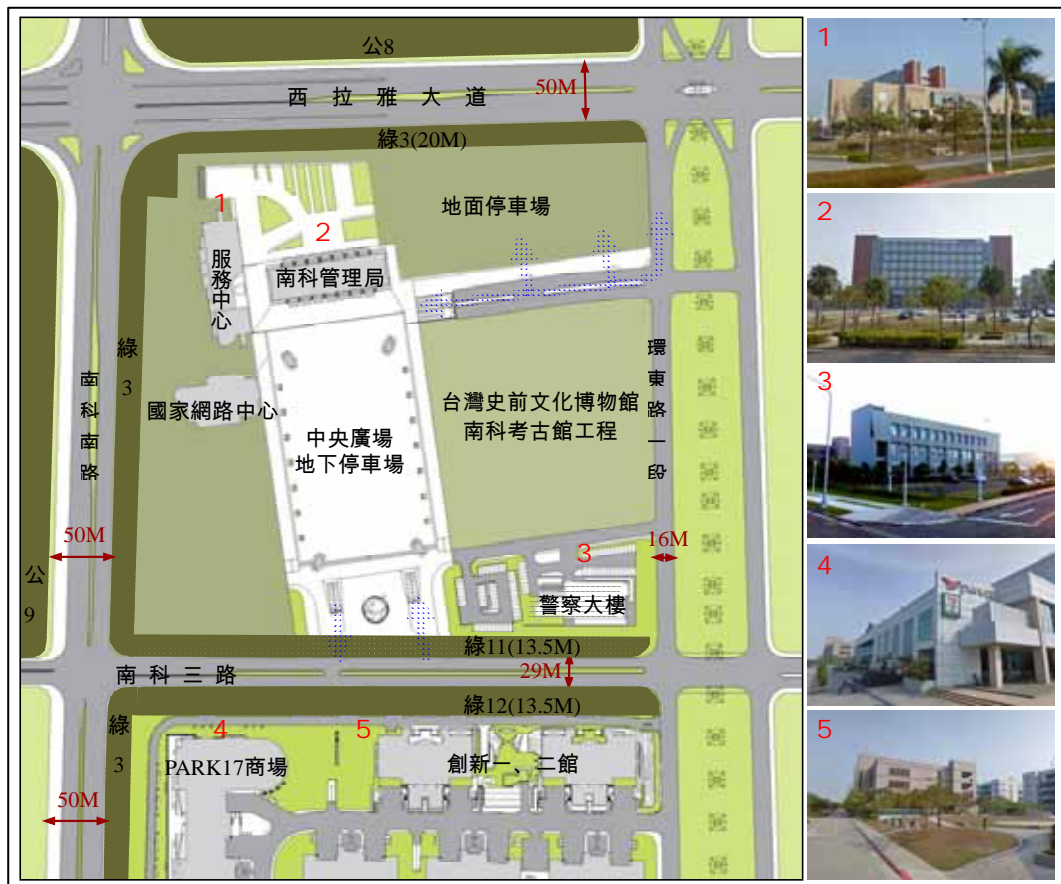 公8
西拉雅大道
50M
綠3(20M)
地面停車場
1
2
服務中心
南科管理局
環東路一段
綠3
南科南路
國家網路中心
中央廣場
地下停車場
台灣史前文化博物館
南科考古館工程
50M
16M
3
公9
警察大樓
綠11(13.5M)
南科三路
29M
綠12(13.5M)
綠3
4
5
PARK17商場
創新一、二館
50M
1
2
3
4
7
5